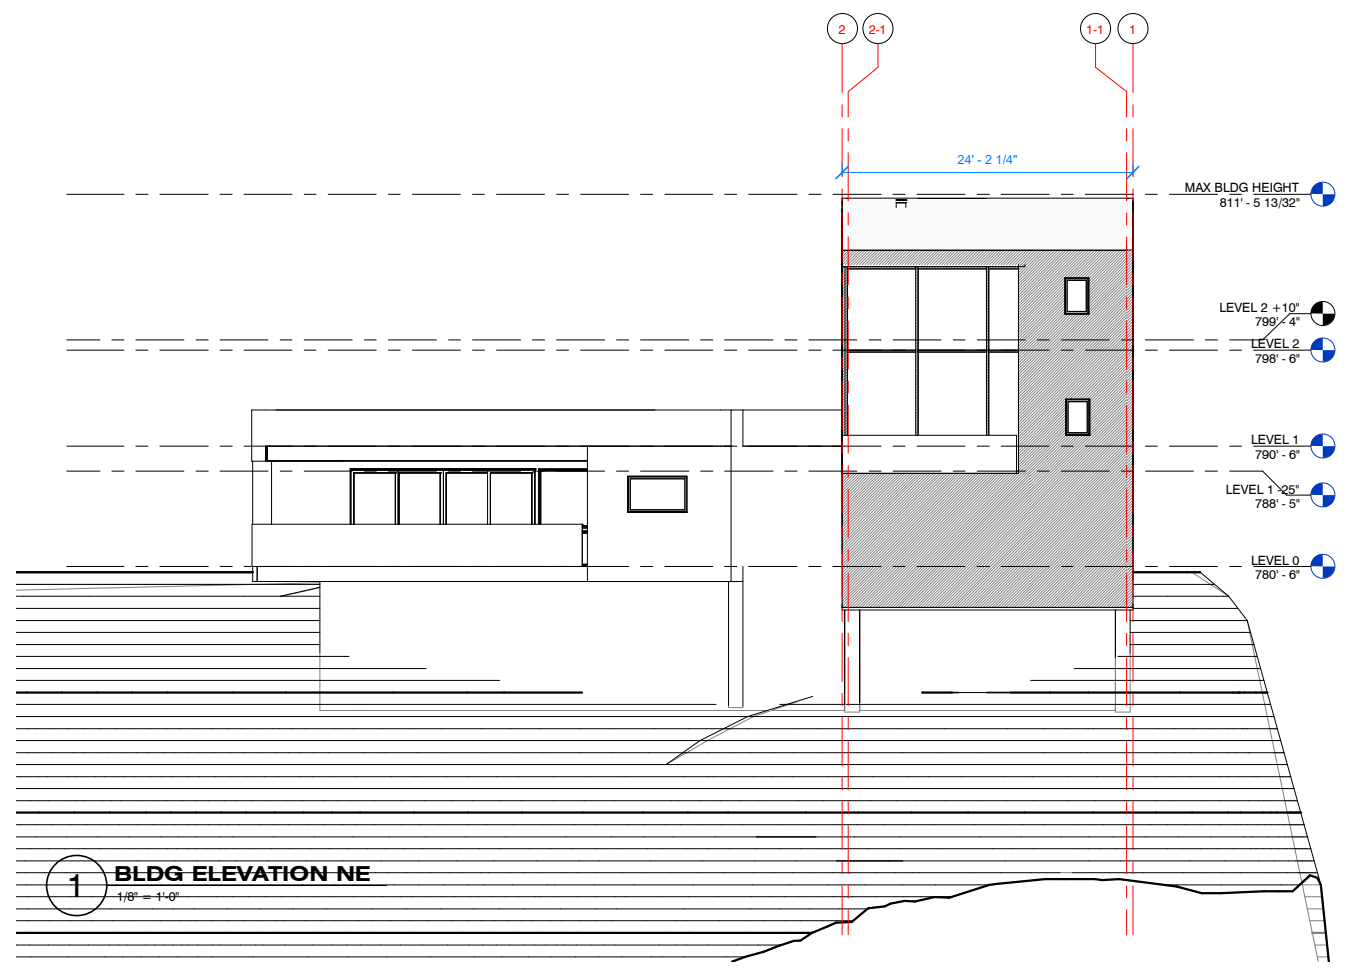 2 2-1 1-1 1
24' - 2 1/4"
MAX BLDG HEIGHT
811' - 5 13/32"
LEVEL 2 +10"
799' - 4"
LEVEL 2
798' - 6"
LEVEL 1
790' - 6"
LEVEL 1 -25"
788' - 5"
LEVEL 0
780' - 6"
1 BLDG ELEVATION NE
1/8" = 1'-0"